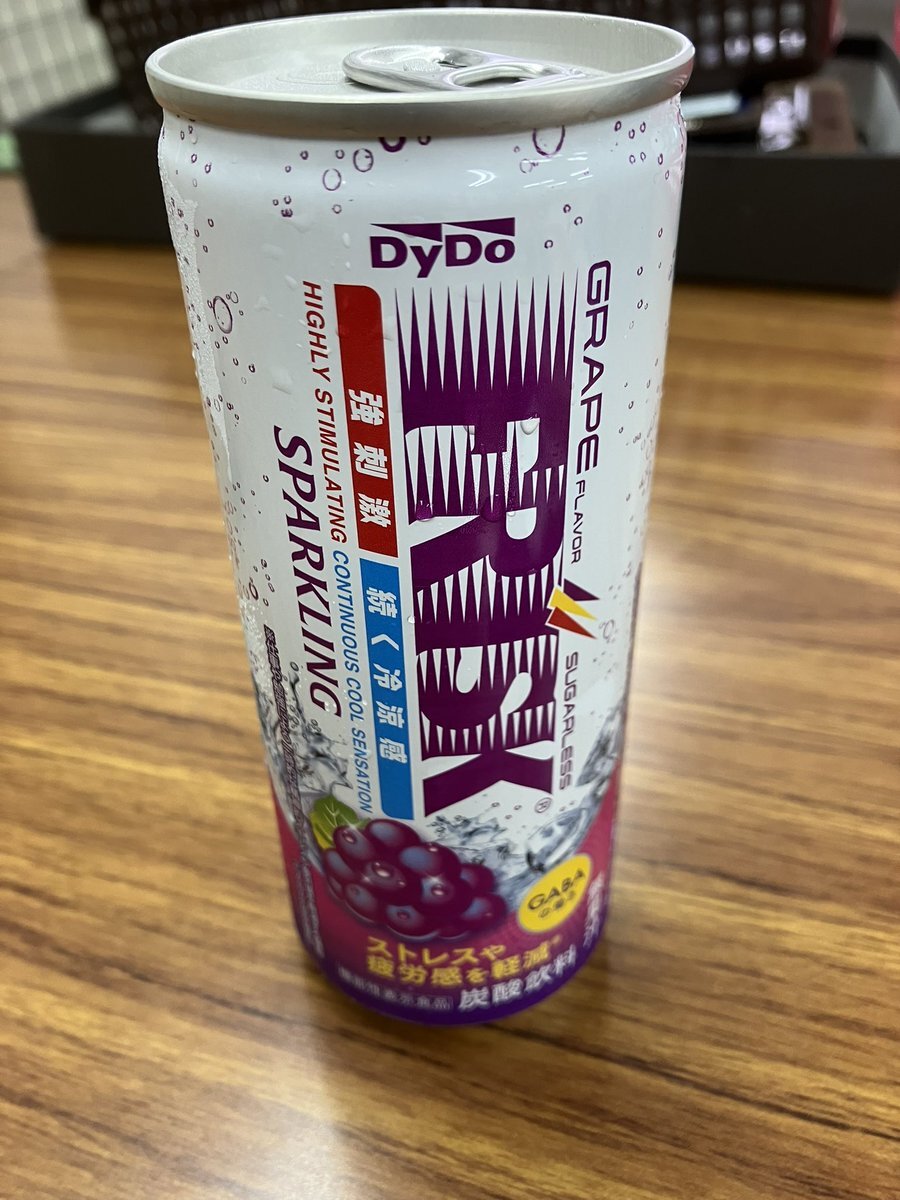 DyDo
GRAPE FLAVOR SUGARLESS
FRISK®
強刺激 続く冷涼感
HIGHLY STIMULATING CONTINUOUS COOL SENSATION
SPARKLING
GABA
ストレスや
疲労感を軽減
機能性表示食品 炭酸飲料